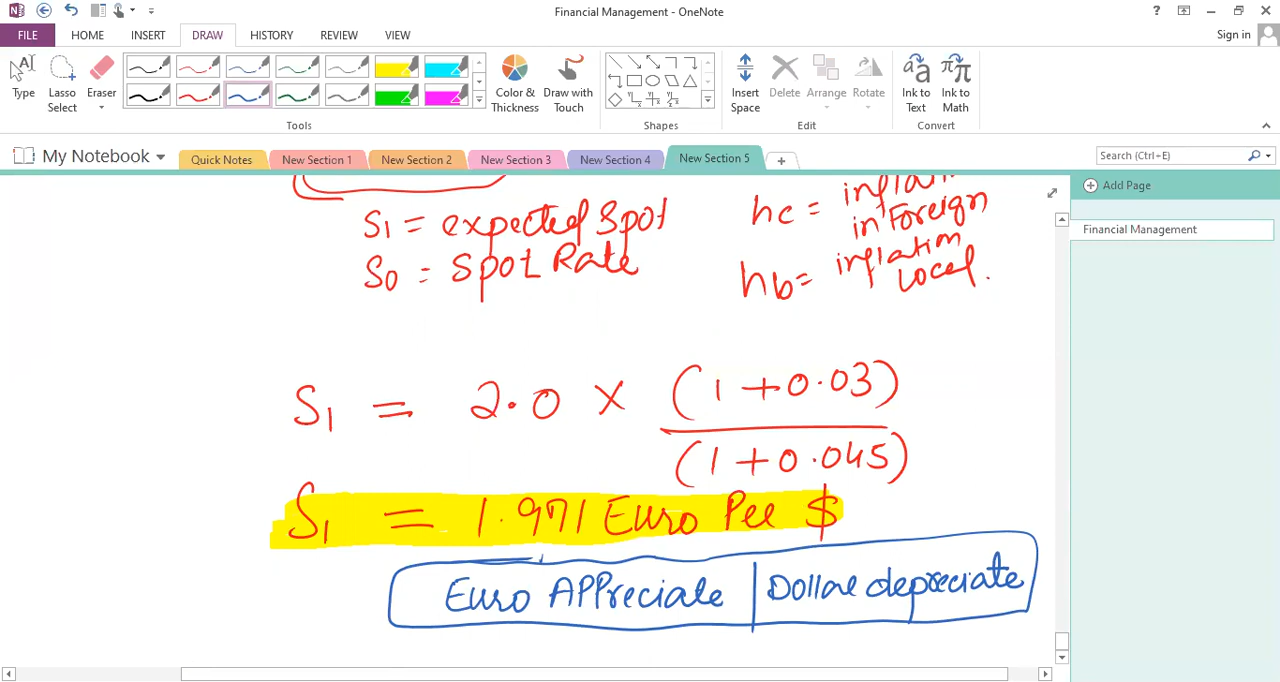 Financial Management - OneNote
? 
Sign in
FILE HOME INSERT DRAW HISTORY REVIEW VIEW
Type
Lasso Select
Eraser
Color & Thickness
Draw with Touch
Insert Space
Delete
Arrange
Rotate
Ink to Text
Ink to Math
Tools
Shapes
Edit
Convert
My Notebook
Quick Notes
New Section 1
New Section 2
New Section 3
New Section 4
New Section 5
Search (Ctrl+E)
Add Page
Financial Management
S1 = expected Spot
S0 = Spot Rate
hc =
in Foreign
hb = inflation
Local.
S1 = 2.0 × (1 + 0.03)
(1 + 0.045)
S1 = 1.971 Euro Per $
Euro APPreciate | Dollar depreciate